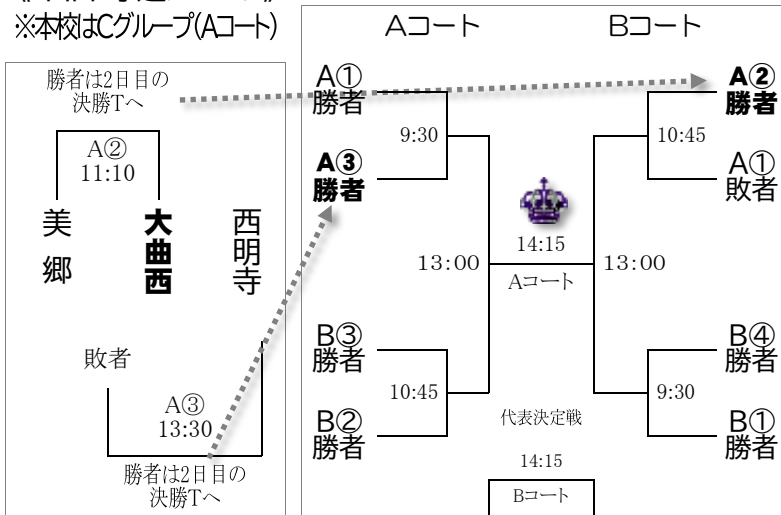 ※本校はCグループ(Aコート)
勝者は2日目の
決勝Tへ
A②
11:10
美郷
大曲西
西明寺
敗者
A③
13:30
勝者は2日目の
決勝Tへ
Aコート
Bコート
A①
勝者
9:30
A③
勝者
A②
勝者
10:45
A①
敗者
13:00
14:15
Aコート
13:00
B③
勝者
10:45
B②
勝者
B④
勝者
9:30
B①
勝者
代表決定戦
14:15
Bコート